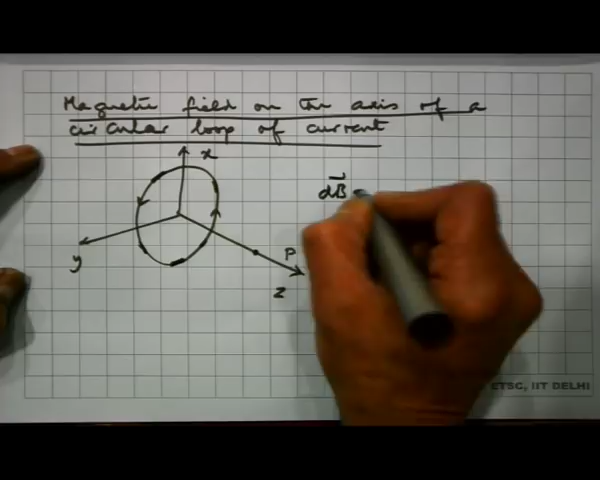 Magnetic field on the axis of a
circular loop of current
x
dB⃗
P
y
z
ETSC, IIT DELHI